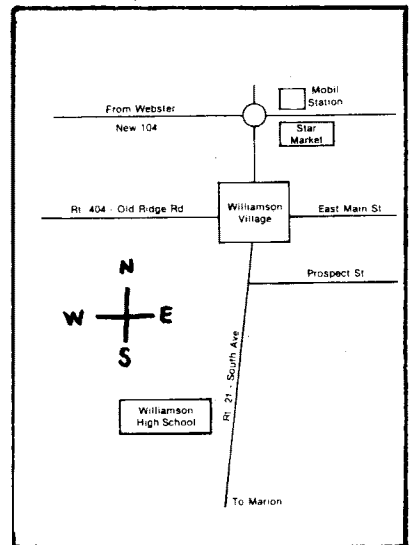 Mobil
Station
From Webster
New 104
Star
Market
Rt. 404 - Old Ridge Rd
Williamson
Village
East Main St
Prospect St
N
W E
S
Rt. 21 - South Ave
Williamson
High School
To Marion